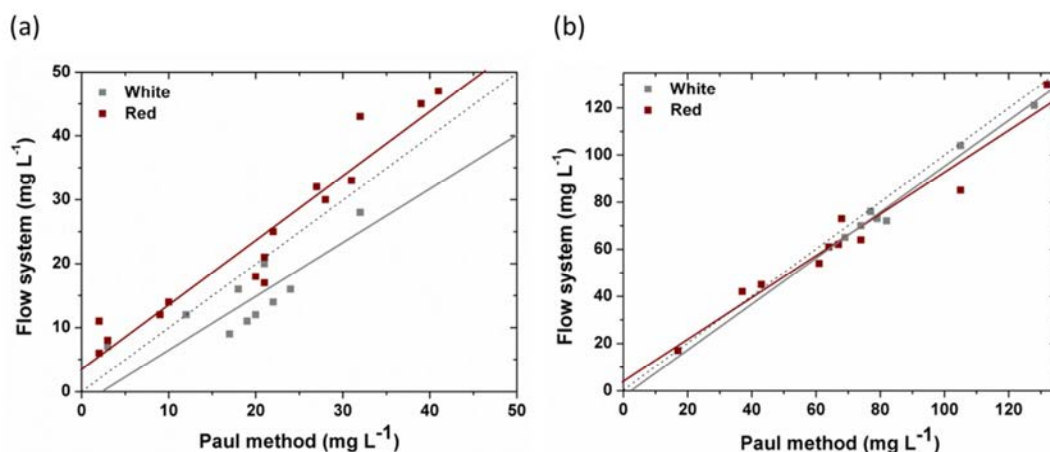 (a)
(b)
50
40
30
20
10
0
Flow system (mg L-1)
White
Red
0 10 20 30 40 50
Paul method (mg L-1)
120
100
80
60
40
20
0
Flow system (mg L-1)
White
Red
0 20 40 60 80 100 120
Paul method (mg L-1)